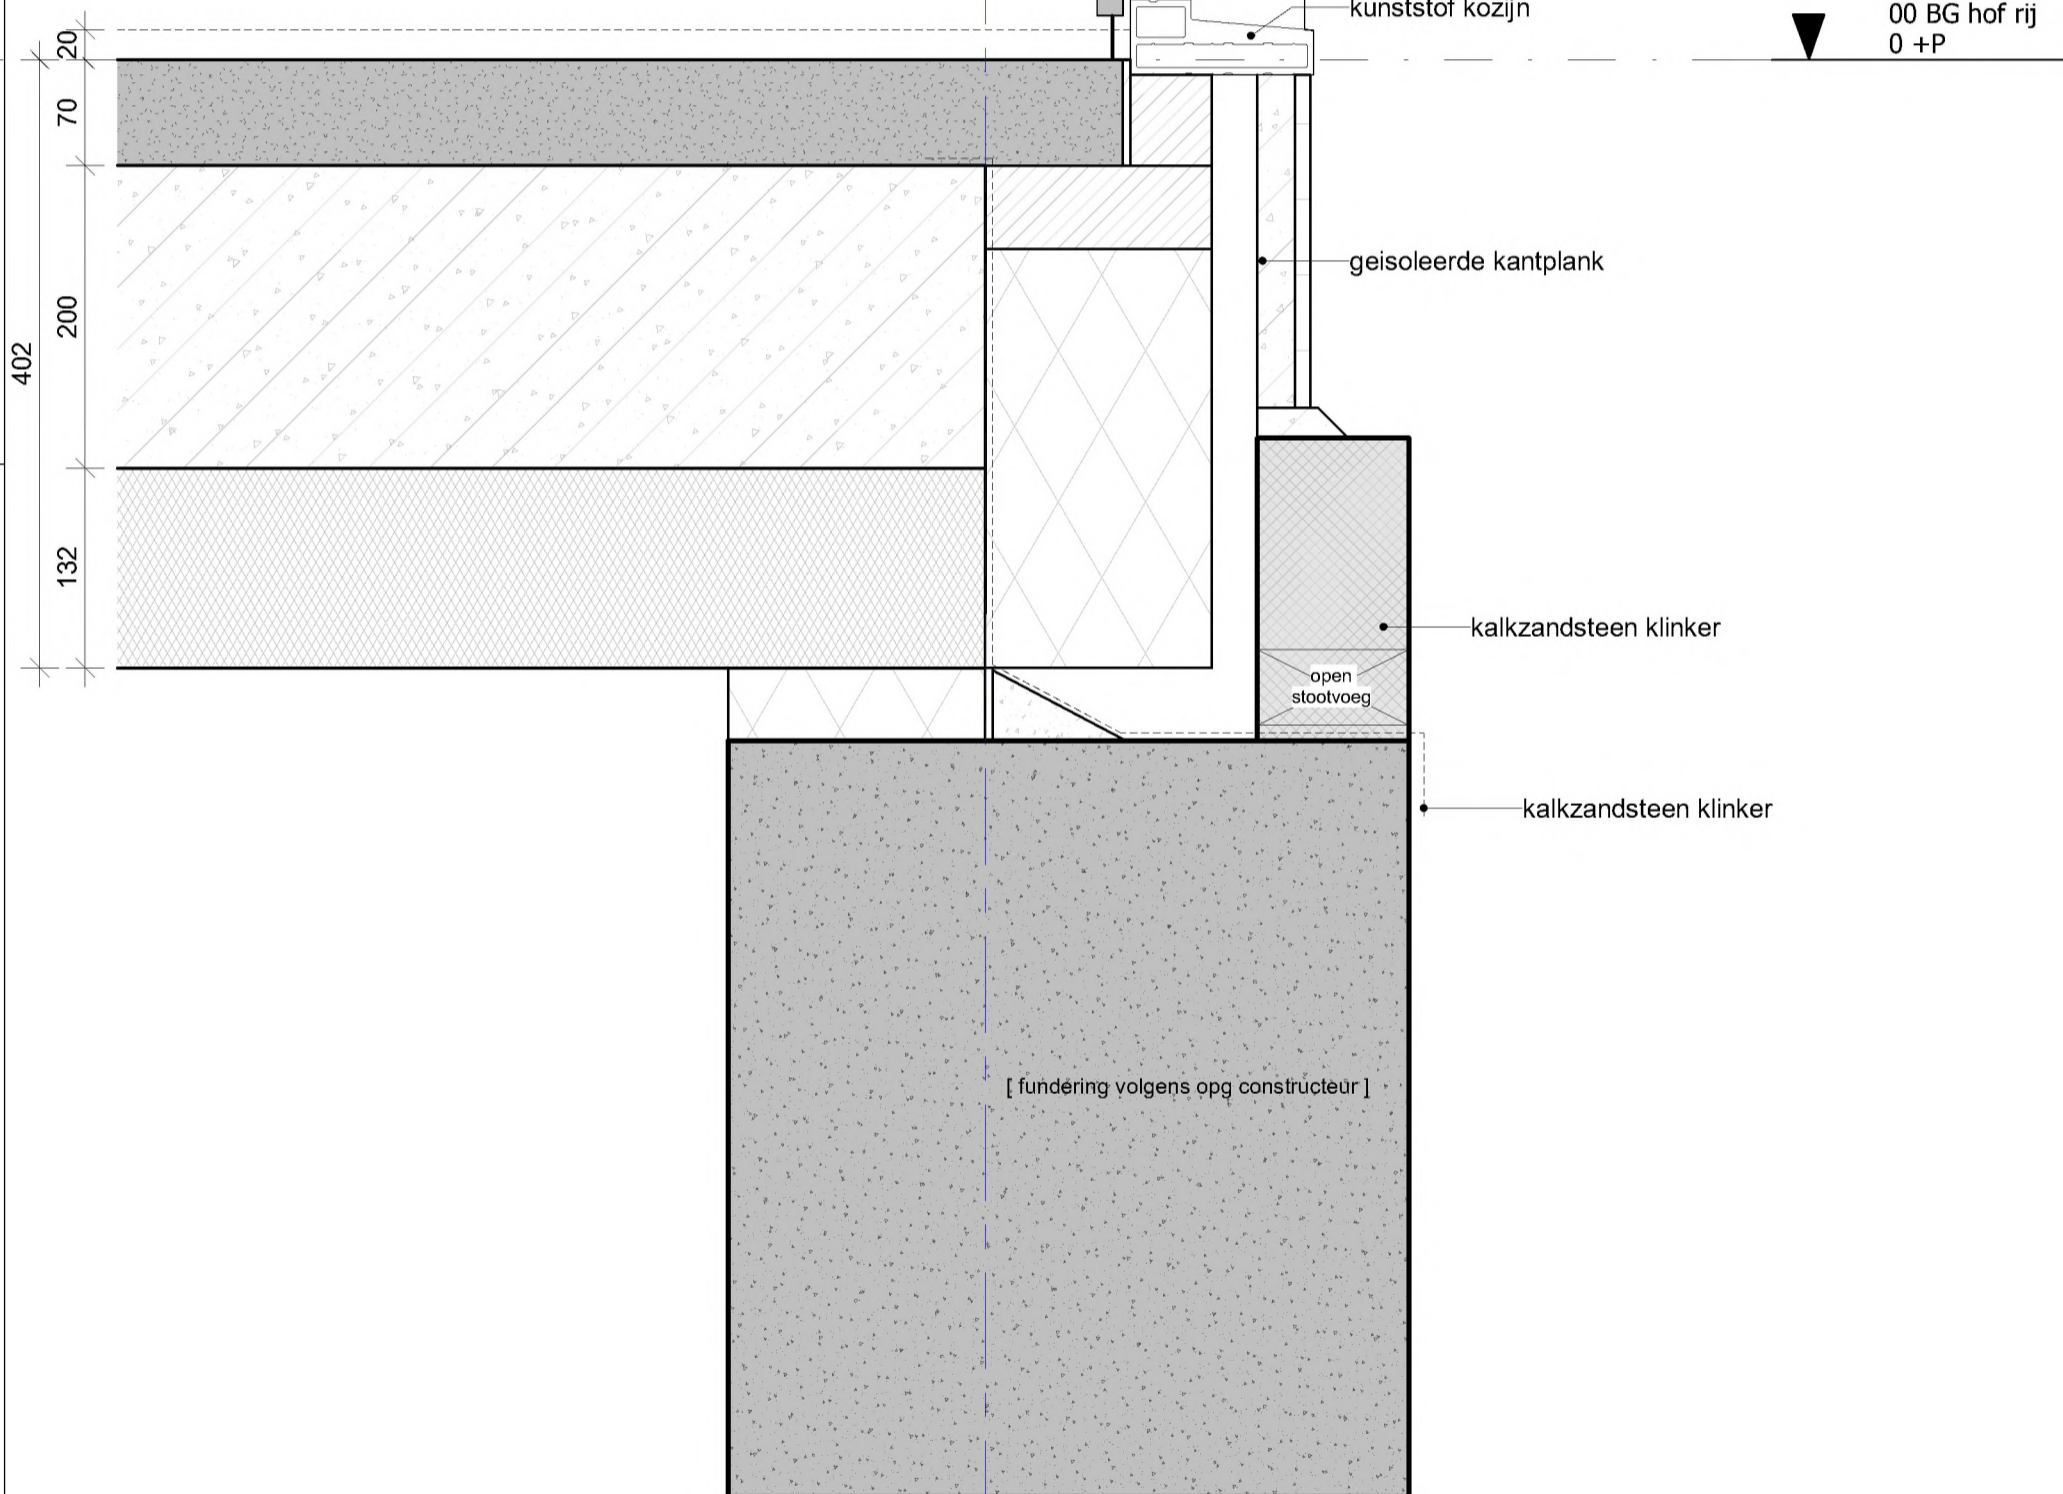 kunststof kozijn
00 BG hof rij
0 +P
20
70
200
402
132
geisoleerde kantplank
kalkzandsteen klinker
open
stootvoeg
kalkzandsteen klinker
[ fundering volgens opg constructeur ]